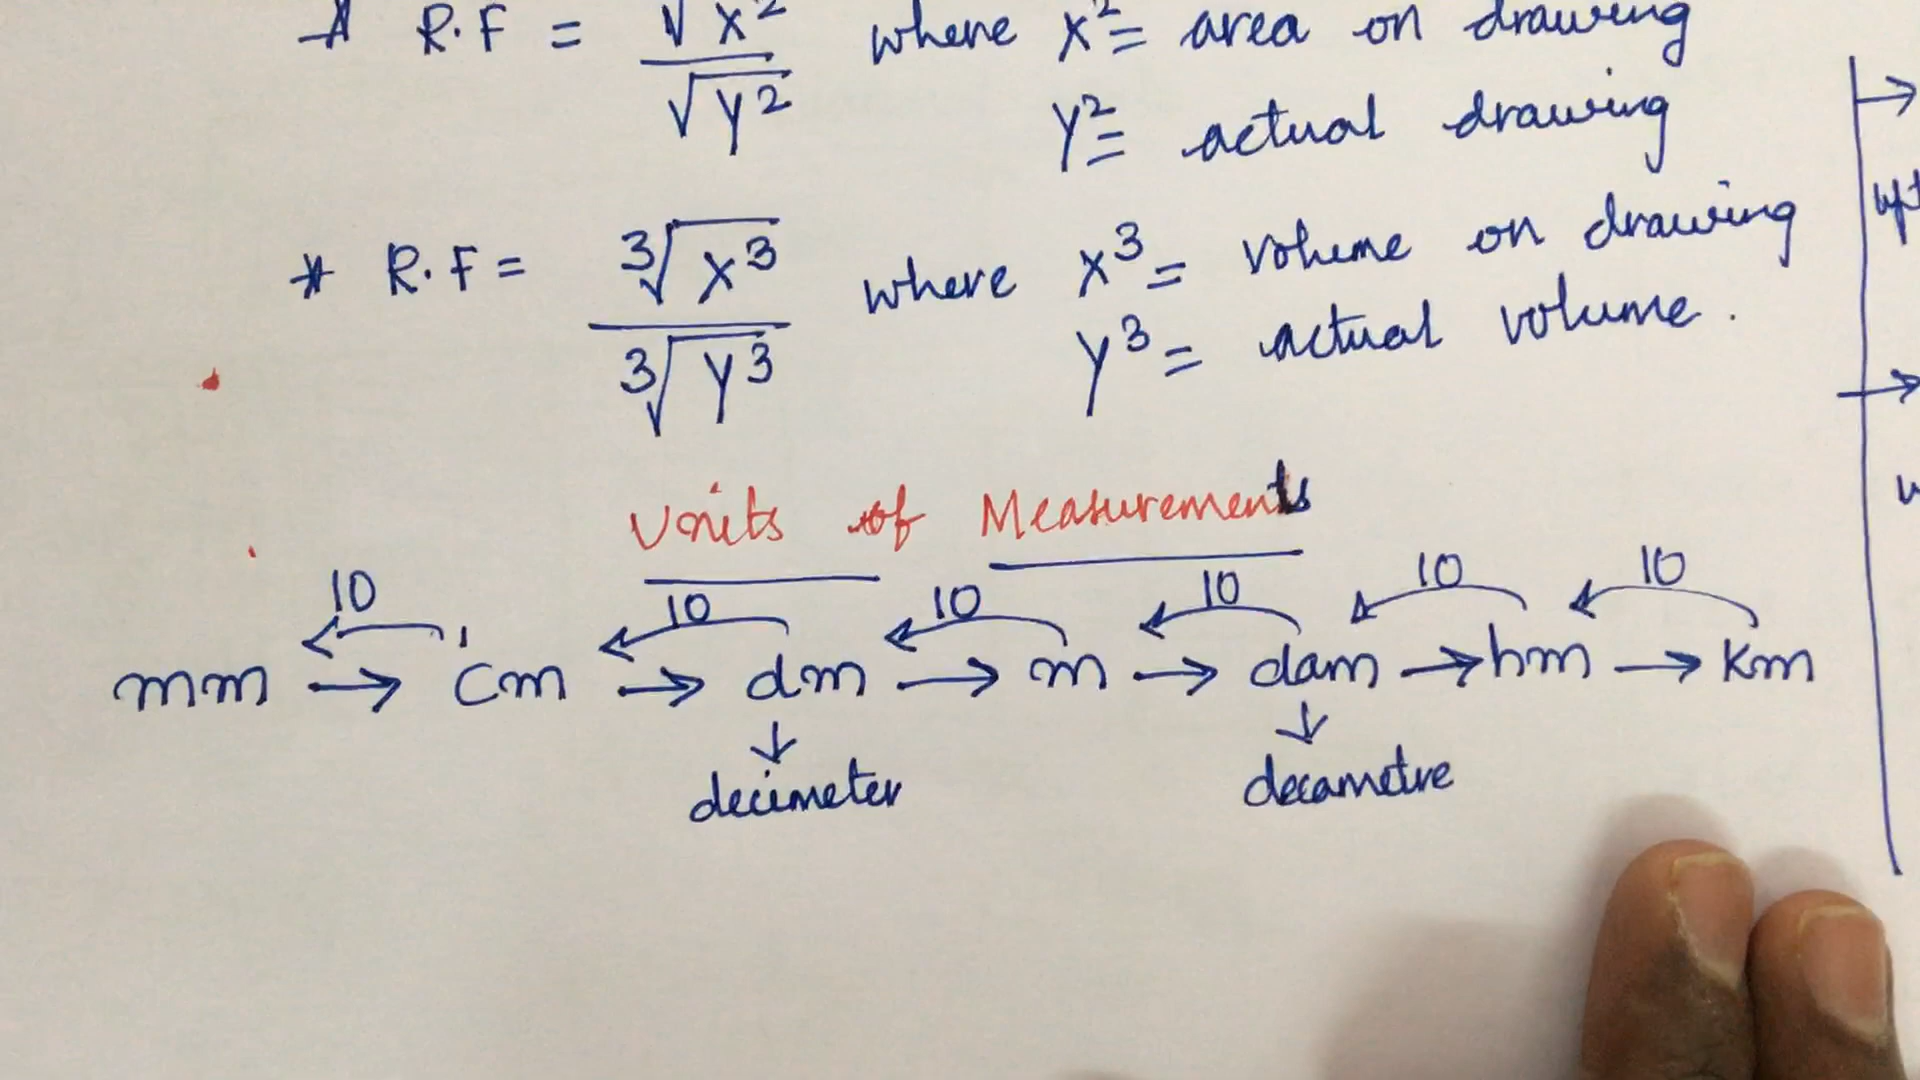 * R.F = √x² / √y² where x² = area on drawing
y² = actual drawing
* R.F = ³√x³ / ³√y³ where x³ = volume on drawing
y³ = actual volume.
Units of Measurements
10 10 10 10 10 10
mm → cm → dm → m → dam → hm → km
decimeter decametre